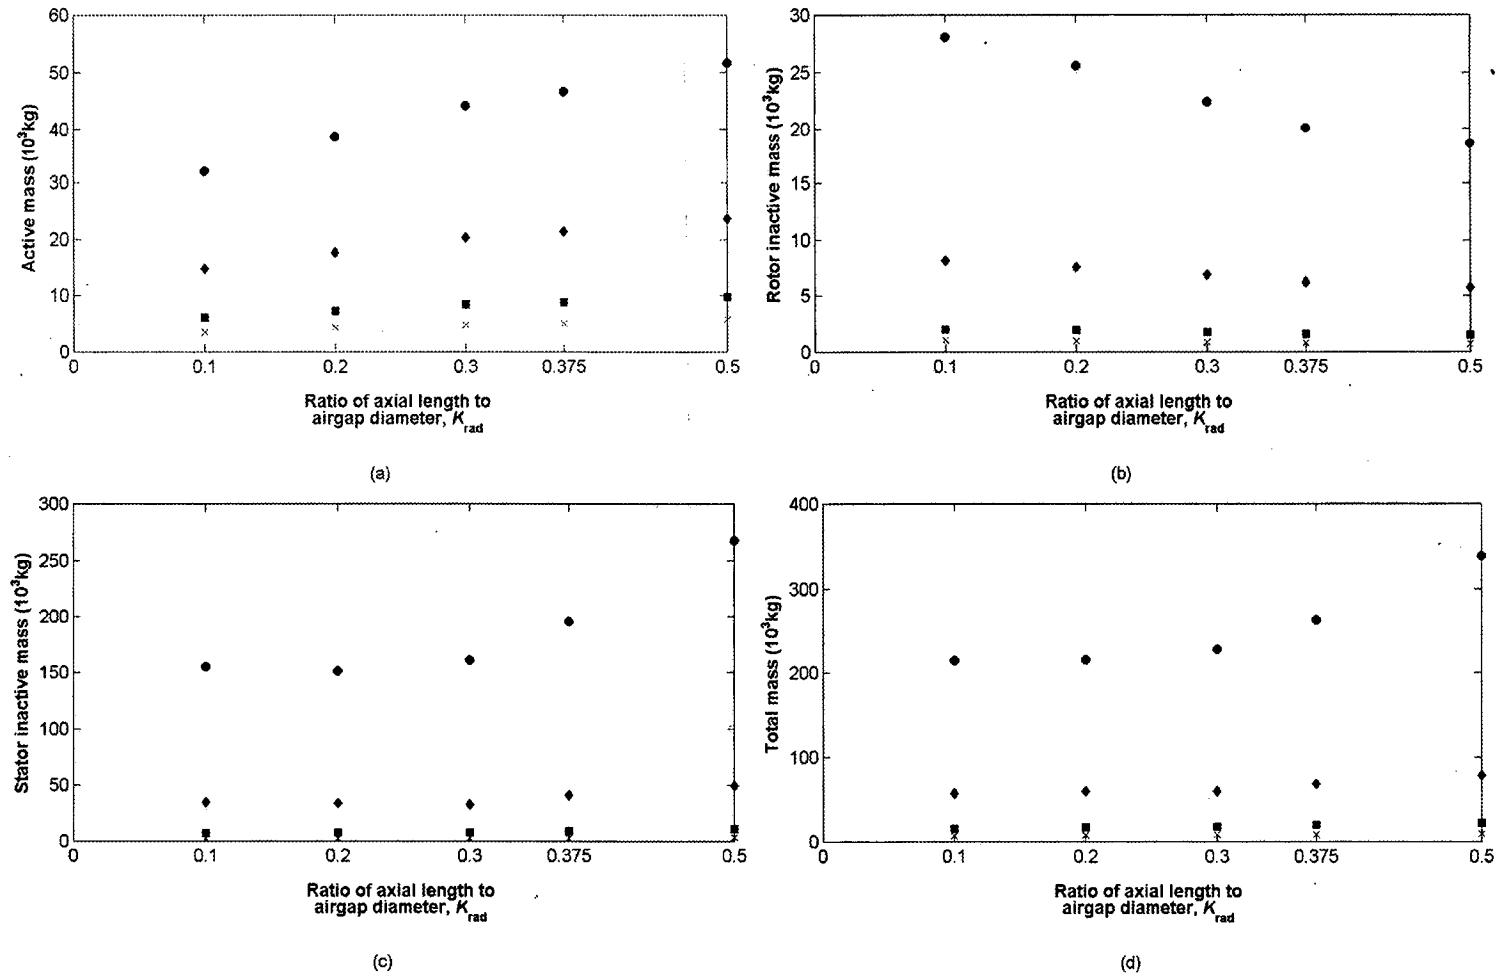 60
50
40
30
20
10
0
Active mass (10³kg)
0 0.1 0.2 0.3 0.375 0.5
Ratio of axial length to
airgap diameter, K_rad
(a)
30
25
20
15
10
5
0
Rotor inactive mass (10³kg)
0 0.1 0.2 0.3 0.375 0.5
Ratio of axial length to
airgap diameter, K_rad
(b)
300
250
200
150
100
50
0
Stator inactive mass (10³kg)
0 0.1 0.2 0.3 0.375 0.5
Ratio of axial length to
airgap diameter, K_rad
(c)
400
300
200
100
0
Total mass (10³kg)
0 0.1 0.2 0.3 0.375 0.5
Ratio of axial length to
airgap diameter, K_rad
(d)